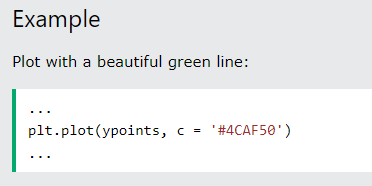 Example
Plot with a beautiful green line:
...
plt.plot(ypoints, c = '#4CAF50')
...